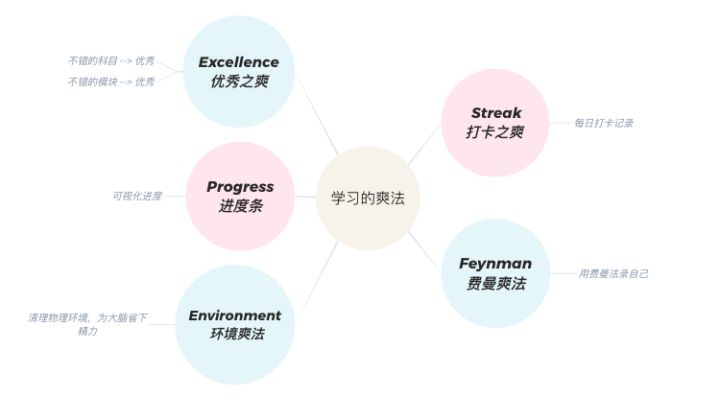 不错的科目 --> 优秀
不错的模块 --> 优秀
Excellence
优秀之爽
Streak
打卡之爽
每日打卡记录
可视化进度
Progress
进度条
学习的爽法
Feynman
费曼爽法
用费曼法录自己
清理物理环境，为大脑省下
精力
Environment
环境爽法